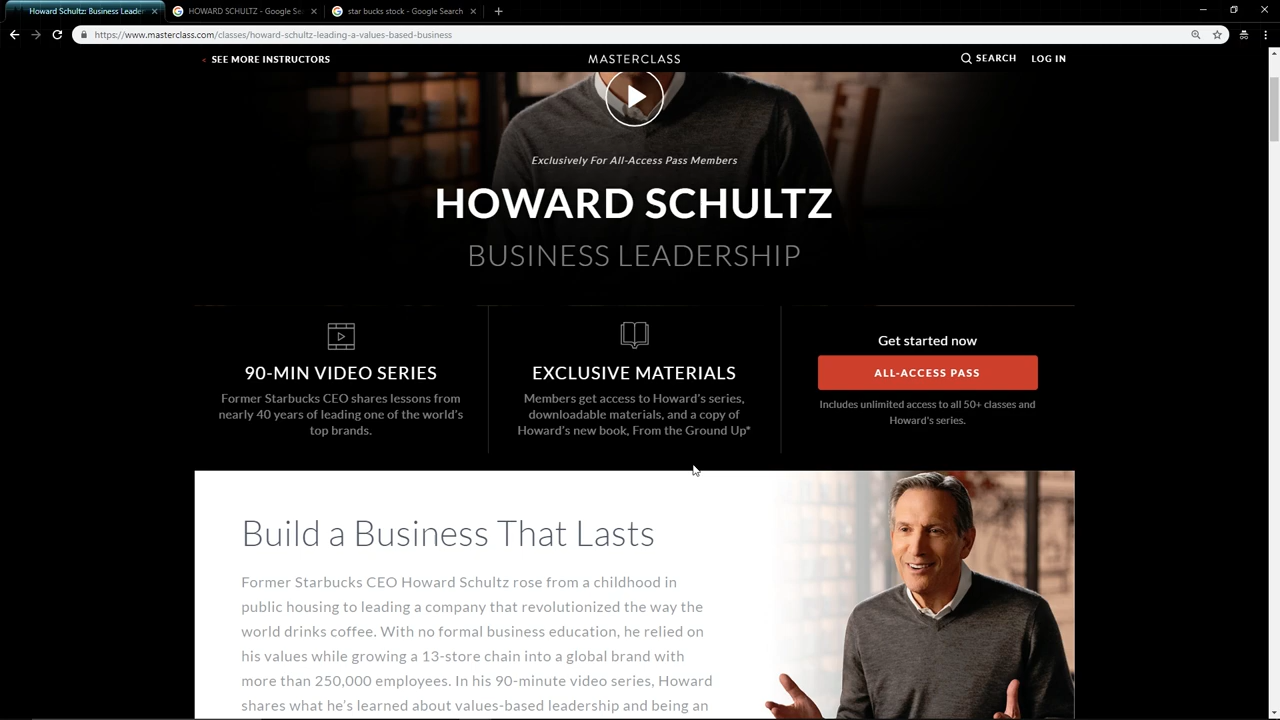 Howard Schultz: Business Leader
HOWARD SCHULTZ - Google Se
star bucks stock - Google Search
https://www.masterclass.com/classes/howard-schultz-leading-a-values-based-business
< SEE MORE INSTRUCTORS
MASTERCLASS
SEARCH
LOG IN
Exclusively For All-Access Pass Members
HOWARD SCHULTZ
BUSINESS LEADERSHIP
90-MIN VIDEO SERIES
Former Starbucks CEO shares lessons from
nearly 40 years of leading one of the world's
top brands.
EXCLUSIVE MATERIALS
Members get access to Howard's series,
downloadable materials, and a copy of
Howard's new book, From the Ground Up*
Get started now
ALL-ACCESS PASS
Includes unlimited access to all 50+ classes and
Howard's series.
Build a Business That Lasts
Former Starbucks CEO Howard Schultz rose from a childhood in
public housing to leading a company that revolutionized the way the
world drinks coffee. With no formal business education, he relied on
his values while growing a 13-store chain into a global brand with
more than 250,000 employees. In his 90-minute video series, Howard
shares what he's learned about values-based leadership and being an